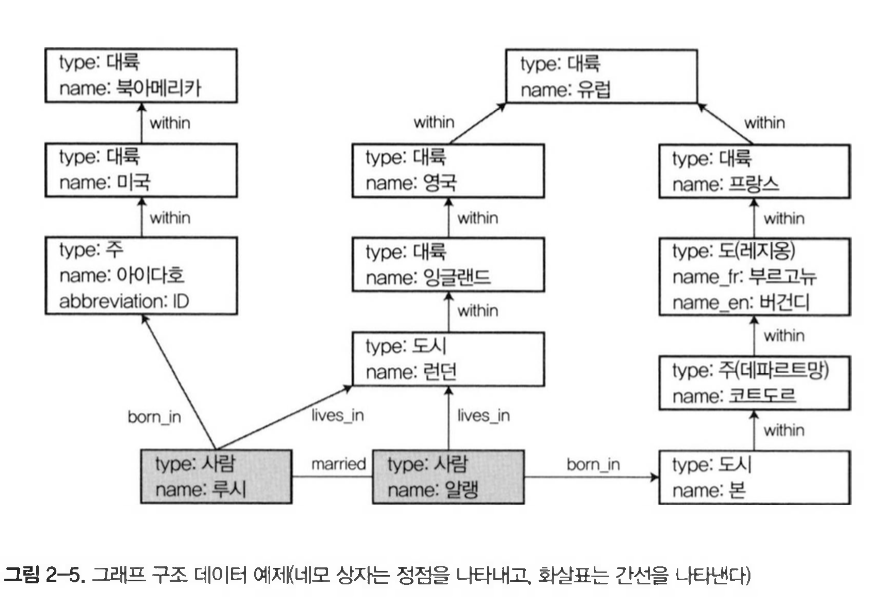 type: 대륙
name: 북아메리카
within
type: 대륙
name: 미국
within
type: 주
name: 아이다호
abbreviation: ID
born_in
type: 대륙
name: 유럽
within
within
type: 대륙
name: 영국
within
type: 대륙
name: 잉글랜드
within
type: 도시
name: 런던
lives_in
lives_in
type: 대륙
name: 프랑스
within
type: 도(레지옹)
name_fr: 부르고뉴
name_en: 버건디
within
type: 주(데파르트망)
name: 코트도르
within
type: 사람
name: 루시
married
type: 사람
name: 알랭
born_in
type: 도시
name: 본
그림 2-5. 그래프 구조 데이터 예제(네모 상자는 정점을 나타내고, 화살표는 간선을 나타낸다)